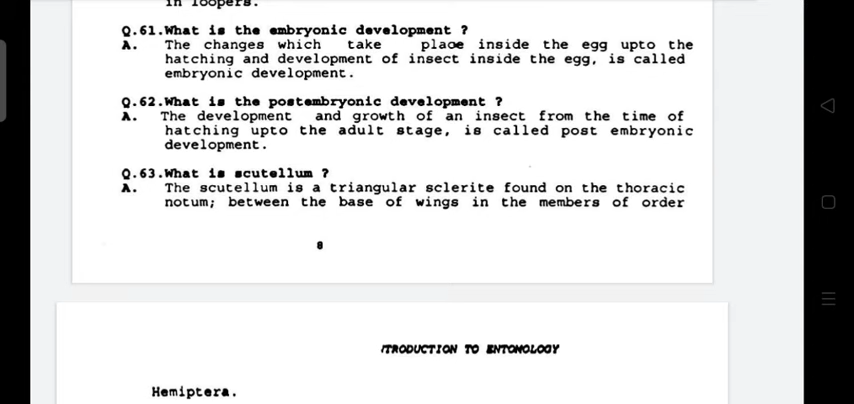 in loopers.
Q.61.What is the embryonic development ?
A. The changes which take place inside the egg upto the
hatching and development of insect inside the egg, is called
embryonic development.
Q.62.What is the postembryonic development ?
A. The development and growth of an insect from the time of
hatching upto the adult stage, is called post embryonic
development.
Q.63.What is scutellum ?
A. The scutellum is a triangular sclerite found on the thoracic
notum; between the base of wings in the members of order
8
TRODUCTION TO ENTOMOLOGY
Hemiptera.